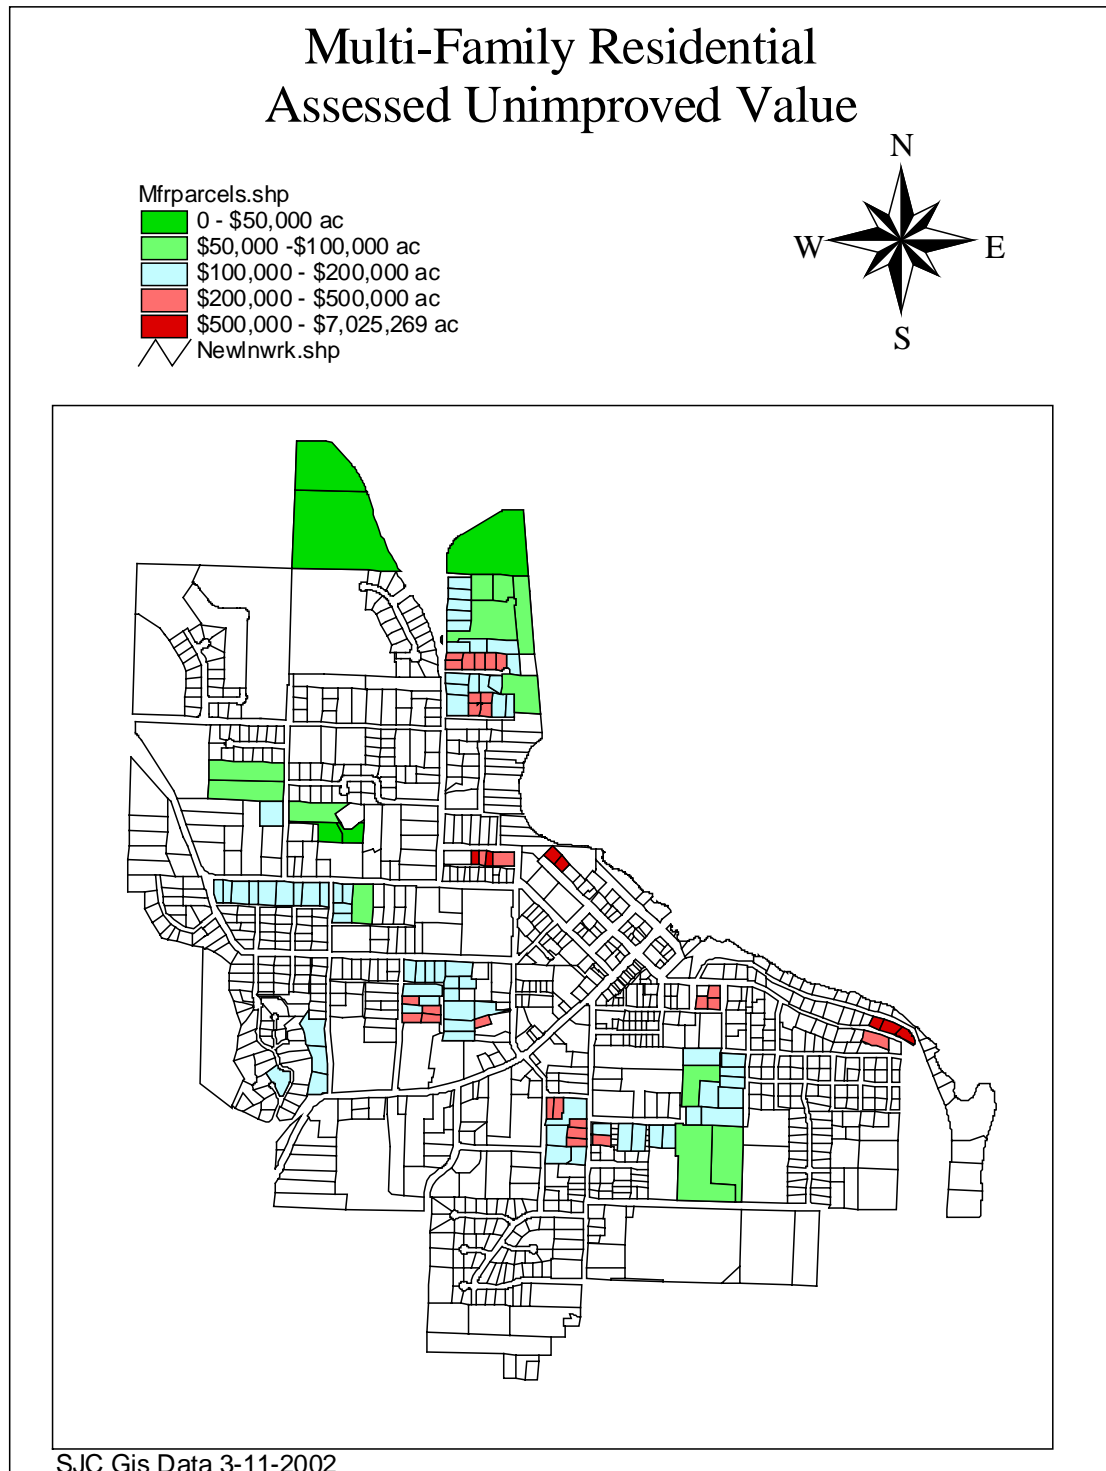 Multi-Family Residential
Assessed Unimproved Value
N
W
E
S
Mfrparcels.shp
0 - $50,000 ac
$50,000 -$100,000 ac
$100,000 - $200,000 ac
$200,000 - $500,000 ac
$500,000 - $7,025,269 ac
Newlnwrk.shp
SJC Gis Data 3-11-2002